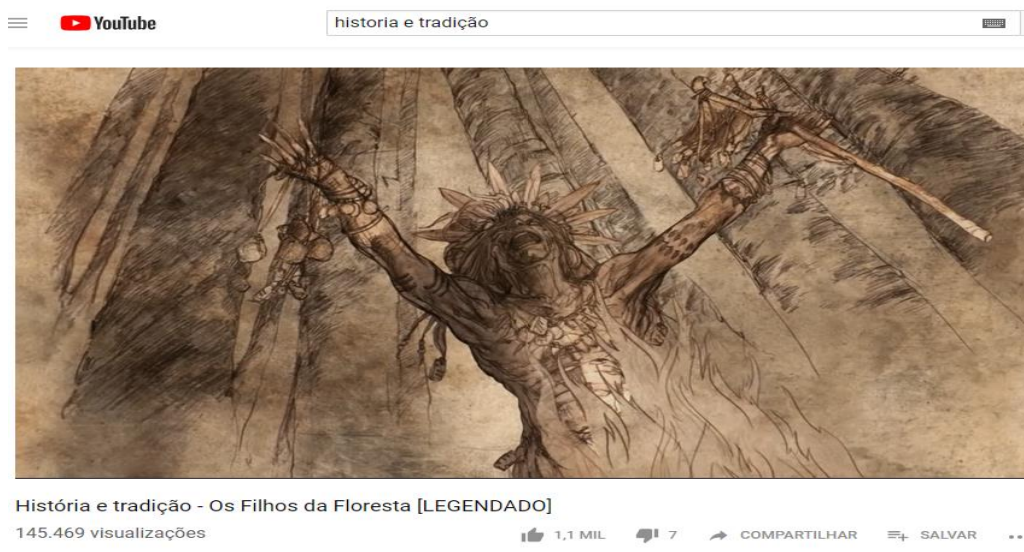 YouTube
historia e tradição
História e tradição - Os Filhos da Floresta [LEGENDADO]
145.469 visualizações 1,1 MIL 7 COMPARTILHAR SALVAR